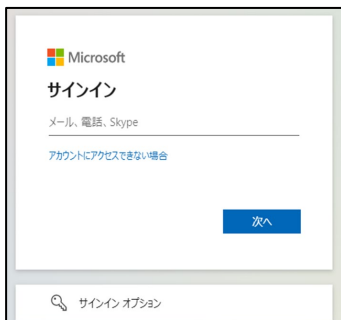 Microsoft
サインイン
メール、電話、Skype
アカウントにアクセスできない場合
次へ
サインイン オプション